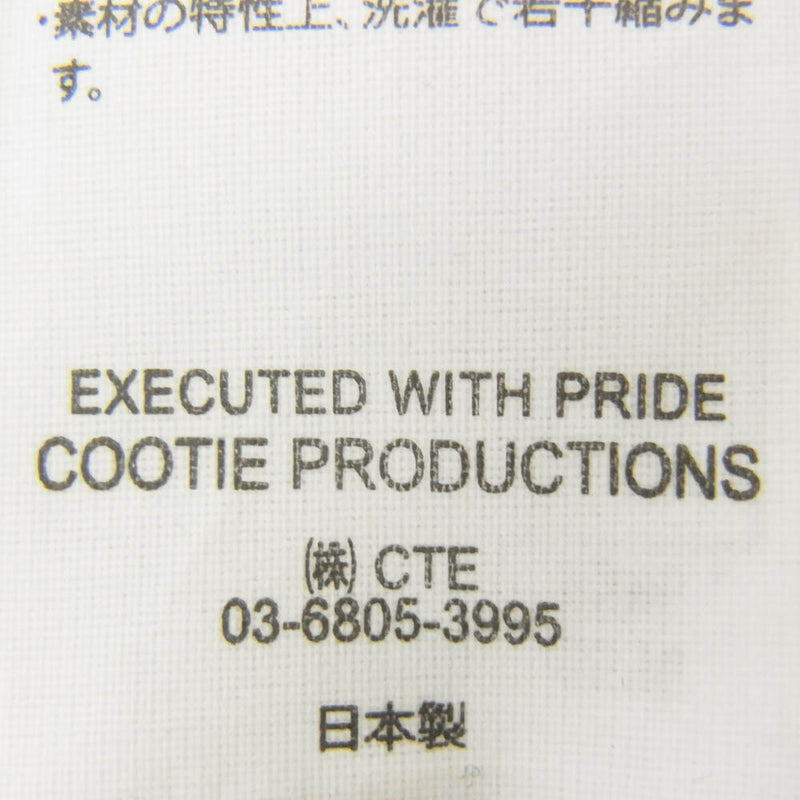 ・素材の特性上、洗濯で若干縮みま
す。
EXECUTED WITH PRIDE
COOTIE PRODUCTIONS
㈱ CTE
03-6805-3995
日本製